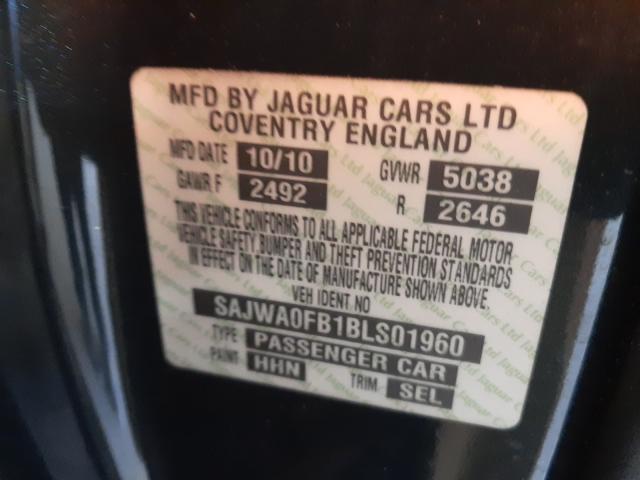 MFD BY JAGUAR CARS LTD
COVENTRY ENGLAND
MFD DATE 10/10 GVWR 5038
GAWR F 2492 R 2646
THIS VEHICLE CONFORMS TO ALL APPLICABLE FEDERAL MOTOR
VEHICLE SAFETY, BUMPER AND THEFT PREVENTION STANDARDS
IN EFFECT ON THE DATE OF MANUFACTURE SHOWN ABOVE.
VEH IDENT. NO
SAJWA0FB1BLS01960
TYPE PASSENGER CAR
PAINT HHN TRIM SEL